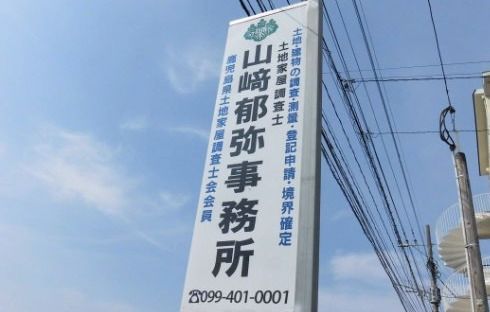 土地・建物の調査・測量・登記申請・境界確定
土地家屋調査士
山﨑郁弥事務所
鹿児島県土地家屋調査士会会員
☎099-401-0001